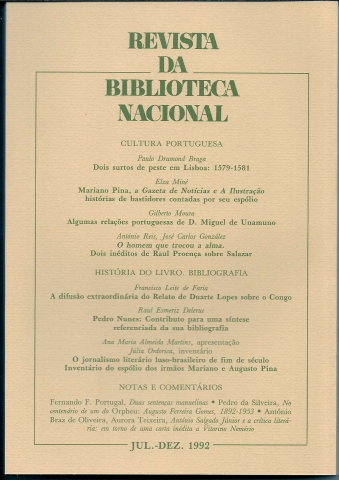 REVISTA
DA
BIBLIOTECA
NACIONAL
CULTURA PORTUGUESA
Paulo Drumond Braga
Dois surtos de peste em Lisboa: 1579-1581
Elza Miné
Mariano Pina, a Gazeta de Notícias e A Ilustração
histórias de bastidores contadas por seu espólio
Gilberto Moura
Algumas relações portuguesas de D. Miguel de Unamuno
António Reis, José Carlos González
O homem que trocou a alma.
Dois inéditos de Raul Proença sobre Salazar
HISTÓRIA DO LIVRO. BIBLIOGRAFIA
Francisco Leite de Faria
A difusão extraordinária do Relato de Duarte Lopes sobre o Congo
Raul Esmeriz Delerue
Pedro Nunes: Contributo para uma síntese
referenciada da sua bibliografia
Ana Maria Almeida Martins, apresentação
Júlia Ordorica, inventário
O jornalismo literário luso-brasileiro de fim de século
Inventário do espólio dos irmãos Mariano e Augusto Pina
NOTAS E COMENTÁRIOS
Fernando F. Portugal, Duas sentenças manuelinas • Pedro da Silveira, No
centenário de um do Orpheu: Augusto Ferreira Gomes, 1892-1953 • António
Braz de Oliveira, Aurora Teixeira, António Salgado Júnior e a crítica literá-
ria: em torno de uma carta inédita a Vitorino Nemésio
JUL.-DEZ. 1992